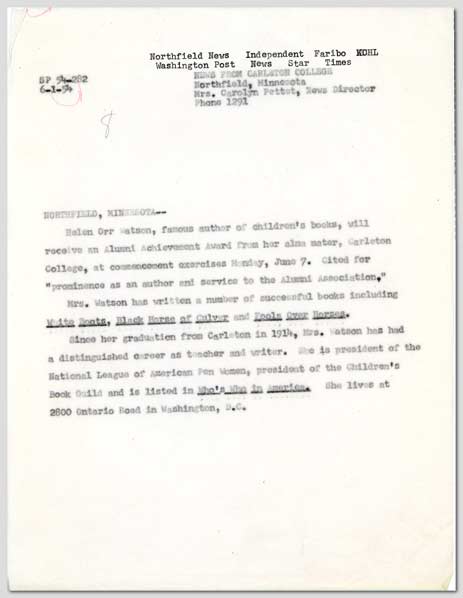 Northfield News Independent Faribo KDHL
Washington Post News Star Times
SP 54-282
6-1-54
NEWS FROM CARLETON COLLEGE
Northfield, Minnesota
Mrs. Carolyn Pettet, News Director
Phone 1291
8
NORTHFIELD, MINNESOTA--
Helen Orr Watson, famous author of children's books, will
receive an Alumni Achievement Award from her alma mater, Carleton
College, at commencement exercises Monday, June 7. Cited for
"prominence as an author and service to the Alumni Association,"
Mrs. Watson has written a number of successful books including
White Boots, Black Horse of Culver and Fools Over Horses.
Since her graduation from Carleton in 1914, Mrs. Watson has had
a distinguished career as teacher and writer. She is president of the
National League of American Pen Women, president of the Children's
Book Guild and is listed in Who's Who in America. She lives at
2800 Ontario Road in Washington, D.C.